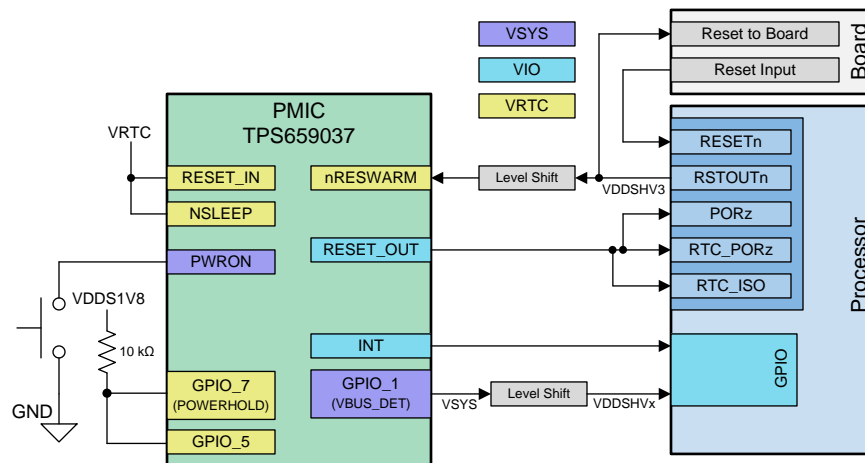 VSYS
VIO
VRTC
Reset to Board
Reset Input
Board
PMIC
TPS659037
VRTC
RESET_IN
NSLEEP
PWRON
VDDS1V8
10 kΩ
GPIO_7
(POWERHOLD)
GPIO_5
GND
nRESWARM
RESET_OUT
INT
GPIO_1
(VBUS_DET)
Level Shift
VDDSHV3
VSYS
Level Shift
VDDSHVx
RESETn
RSTOUTn
PORz
RTC_PORz
RTC_ISO
GPIO
Processor